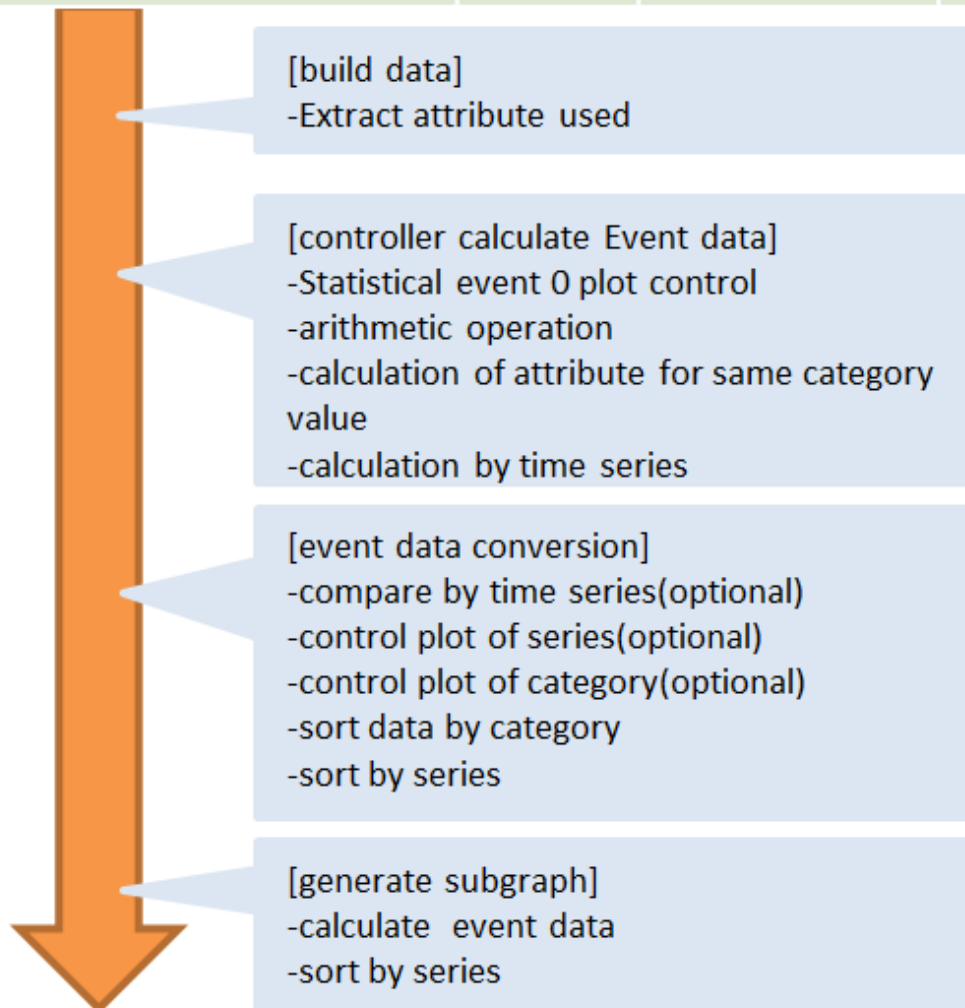 [build data]
-Extract attribute used
[controller calculate Event data]
-Statistical event 0 plot control
-arithmetic operation
-calculation of attribute for same category
value
-calculation by time series
[event data conversion]
-compare by time series(optional)
-control plot of series(optional)
-control plot of category(optional)
-sort data by category
-sort by series
[generate subgraph]
-calculate  event data
-sort by series